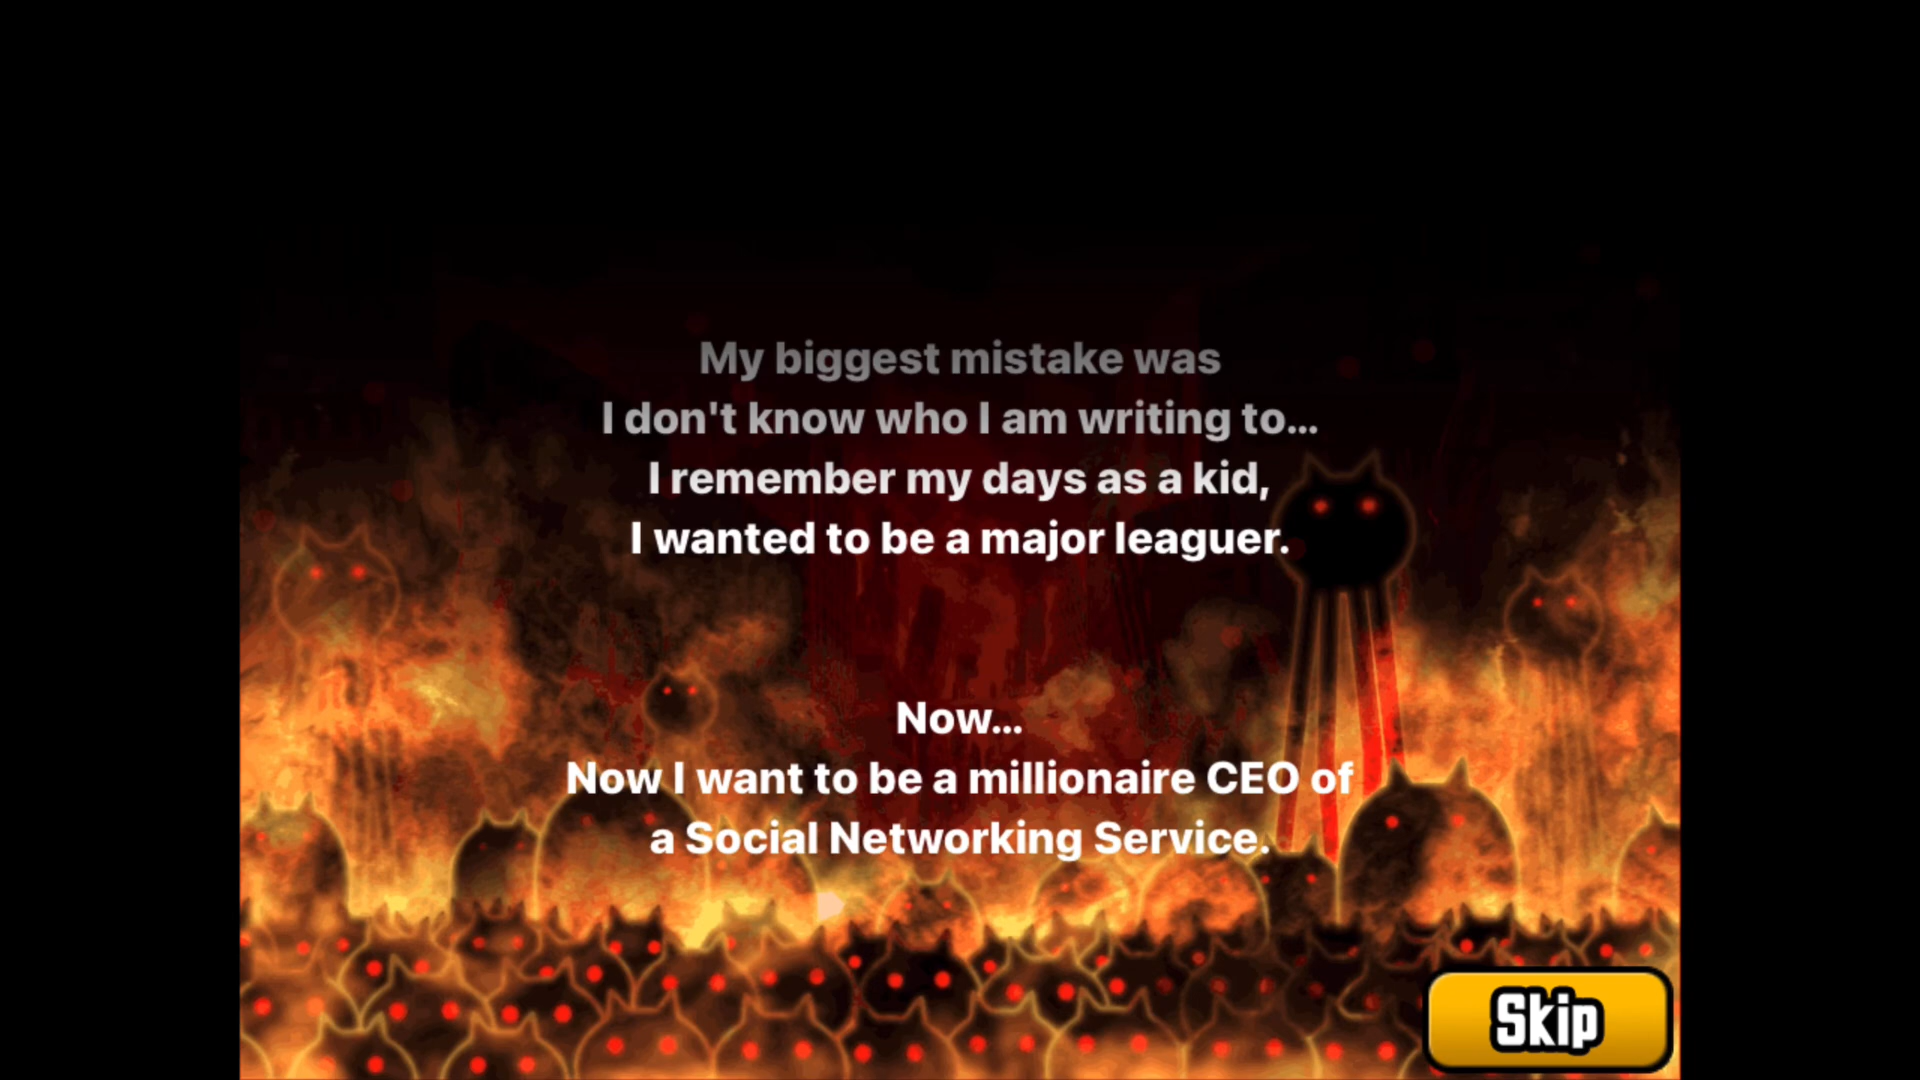 My biggest mistake was
I don't know who I am writing to...
I remember my days as a kid,
I wanted to be a major leaguer.
Now...
Now I want to be a millionaire CEO of
a Social Networking Service.
Skip